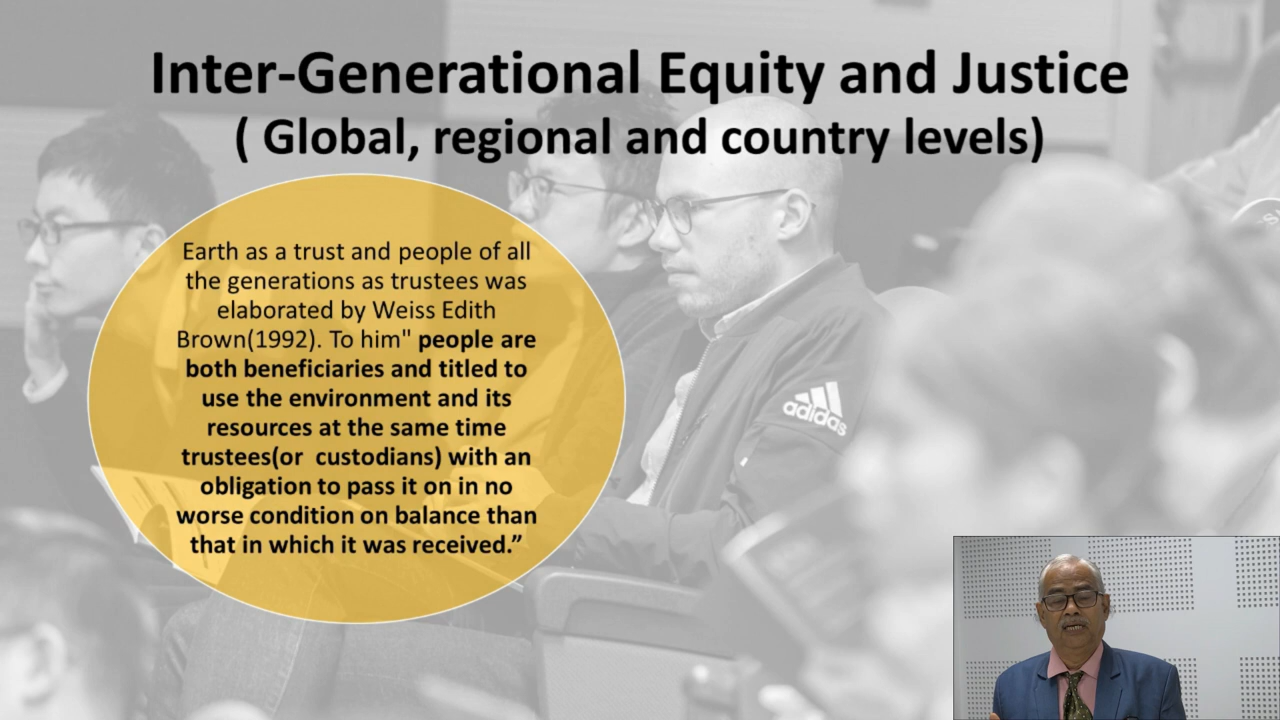 Inter-Generational Equity and Justice
( Global, regional and country levels)
Earth as a trust and people of all
the generations as trustees was
elaborated by Weiss Edith
Brown(1992). To him" people are
both beneficiaries and titled to
use the environment and its
resources at the same time
trustees(or custodians) with an
obligation to pass it on in no
worse condition on balance than
that in which it was received.”
adidas